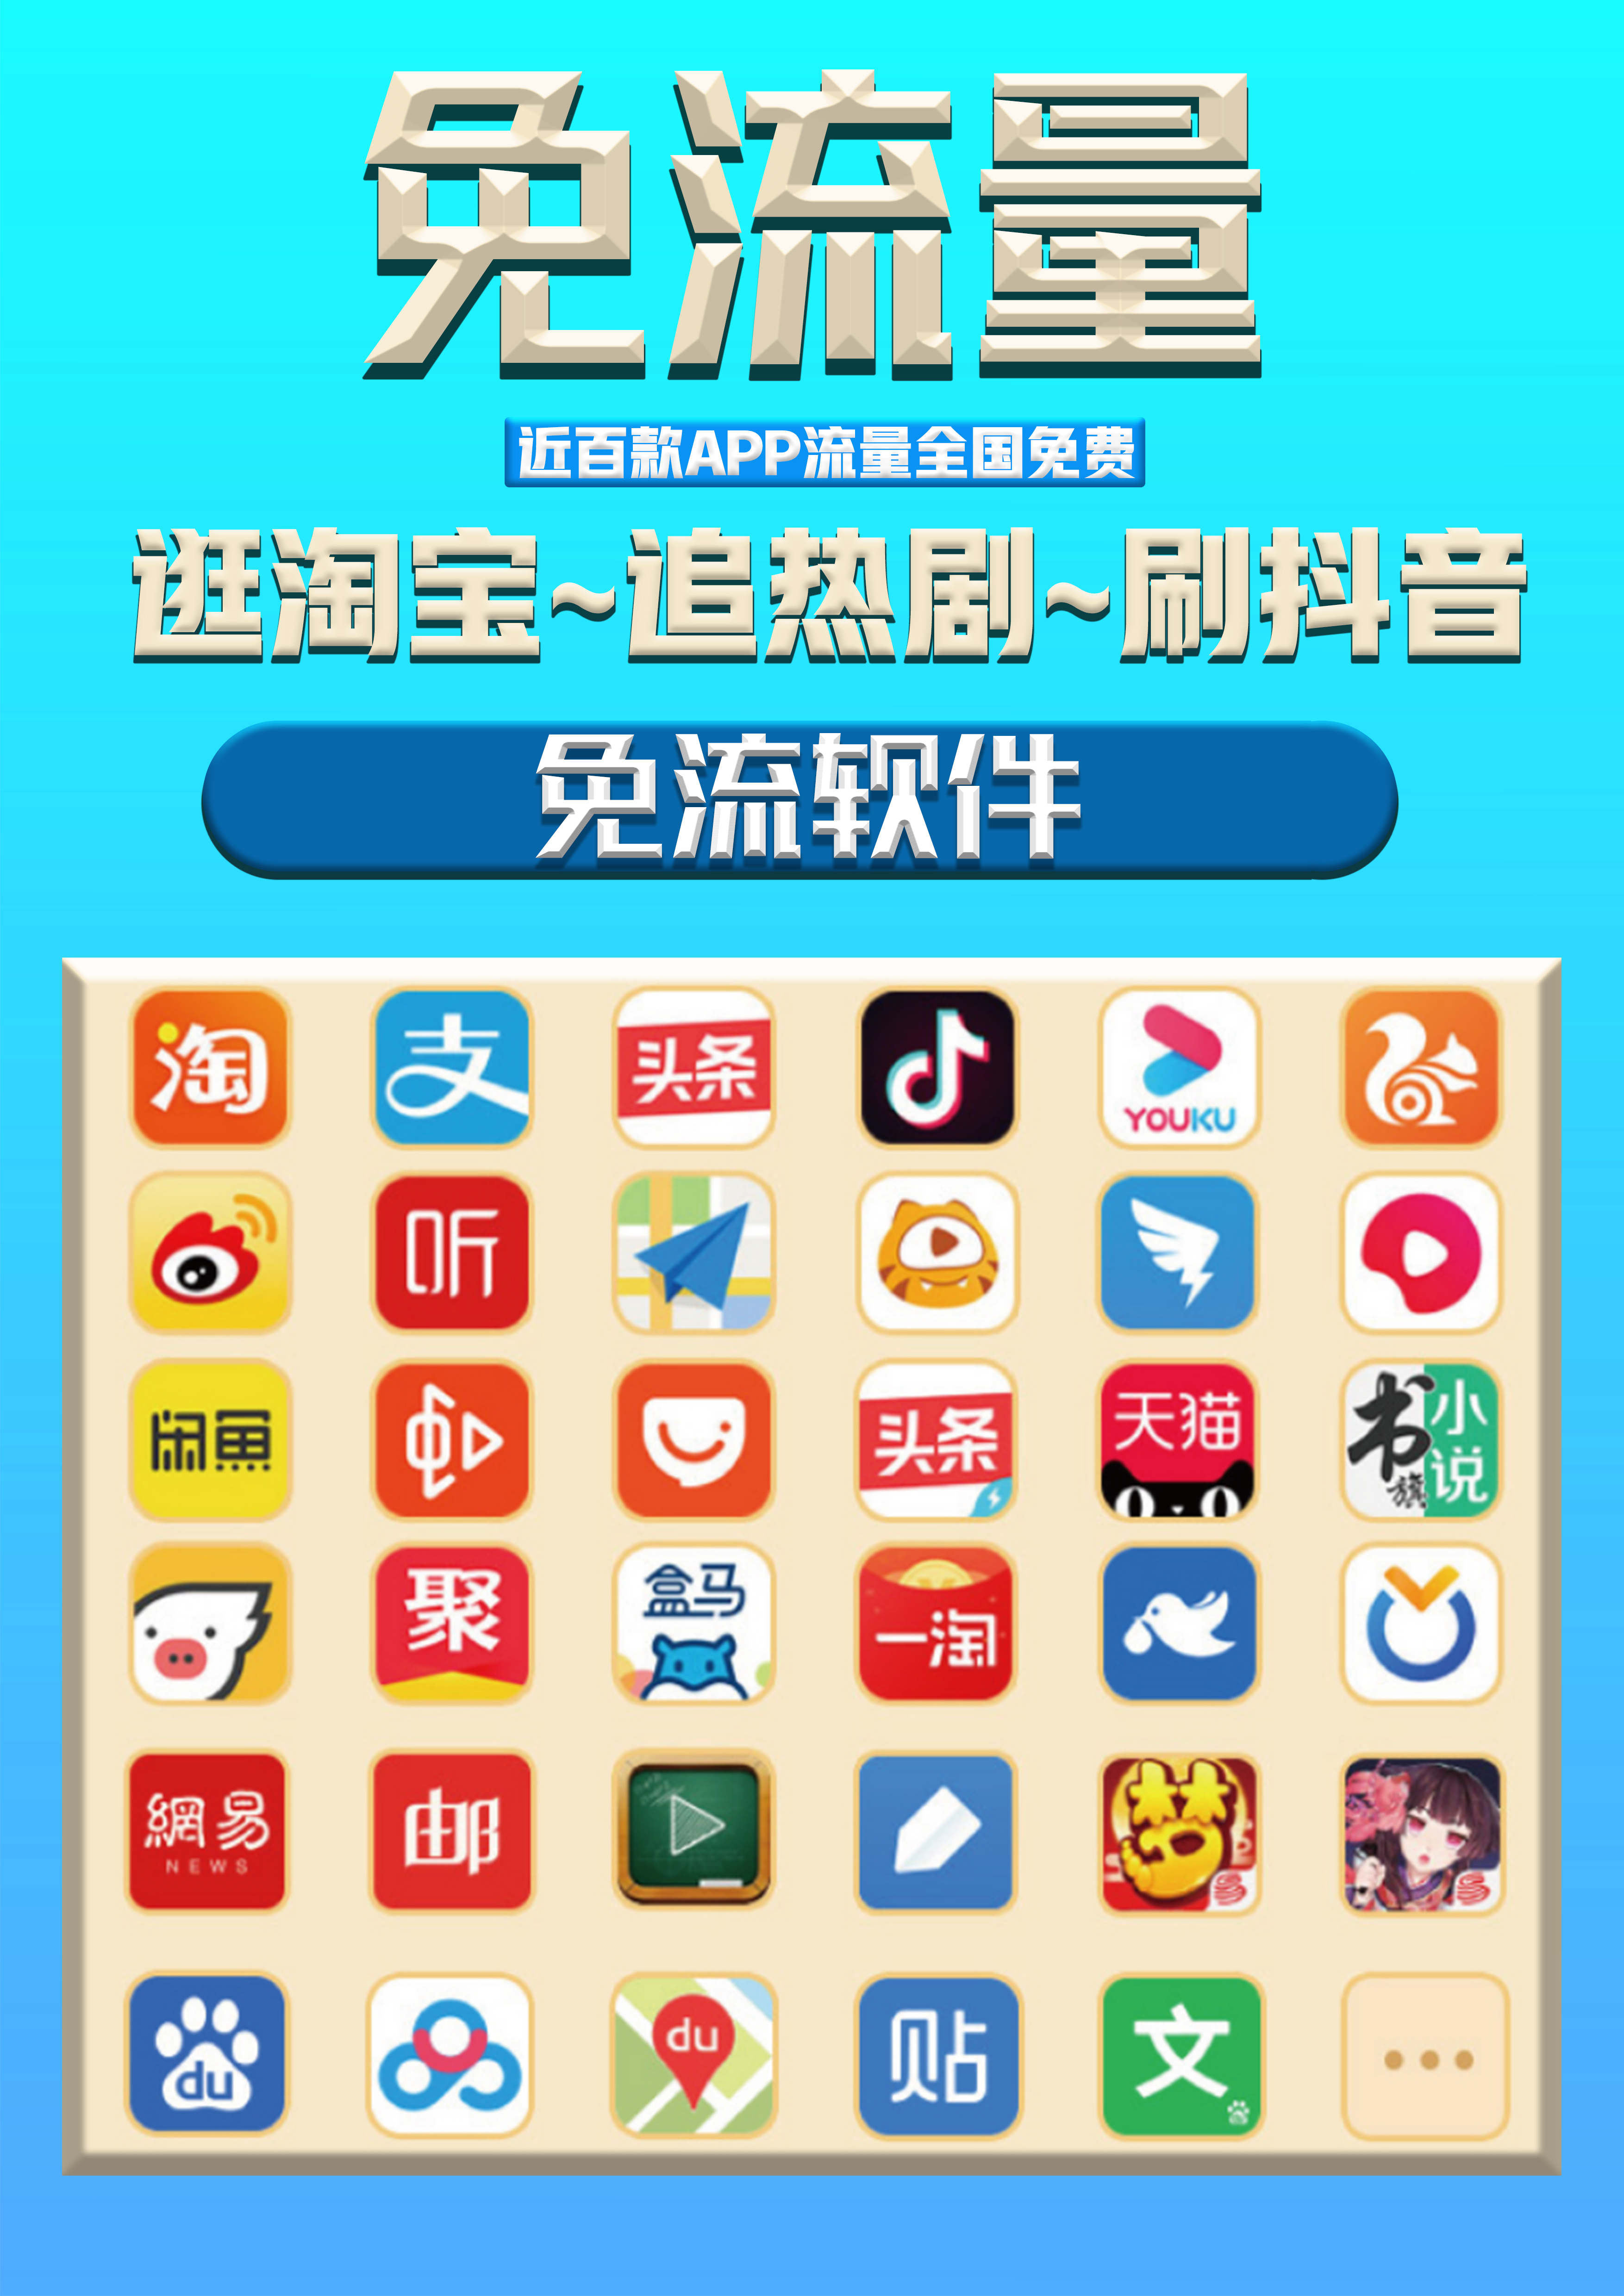 免流量
近百款APP流量全国免费
逛淘宝~追热剧~刷抖音
免流软件
淘 支 头条 YOUKU
听
闲鱼 头条 天猫 书旗小说
聚 盒马 一淘
網易 邮 梦
NEWS
du du 贴 文